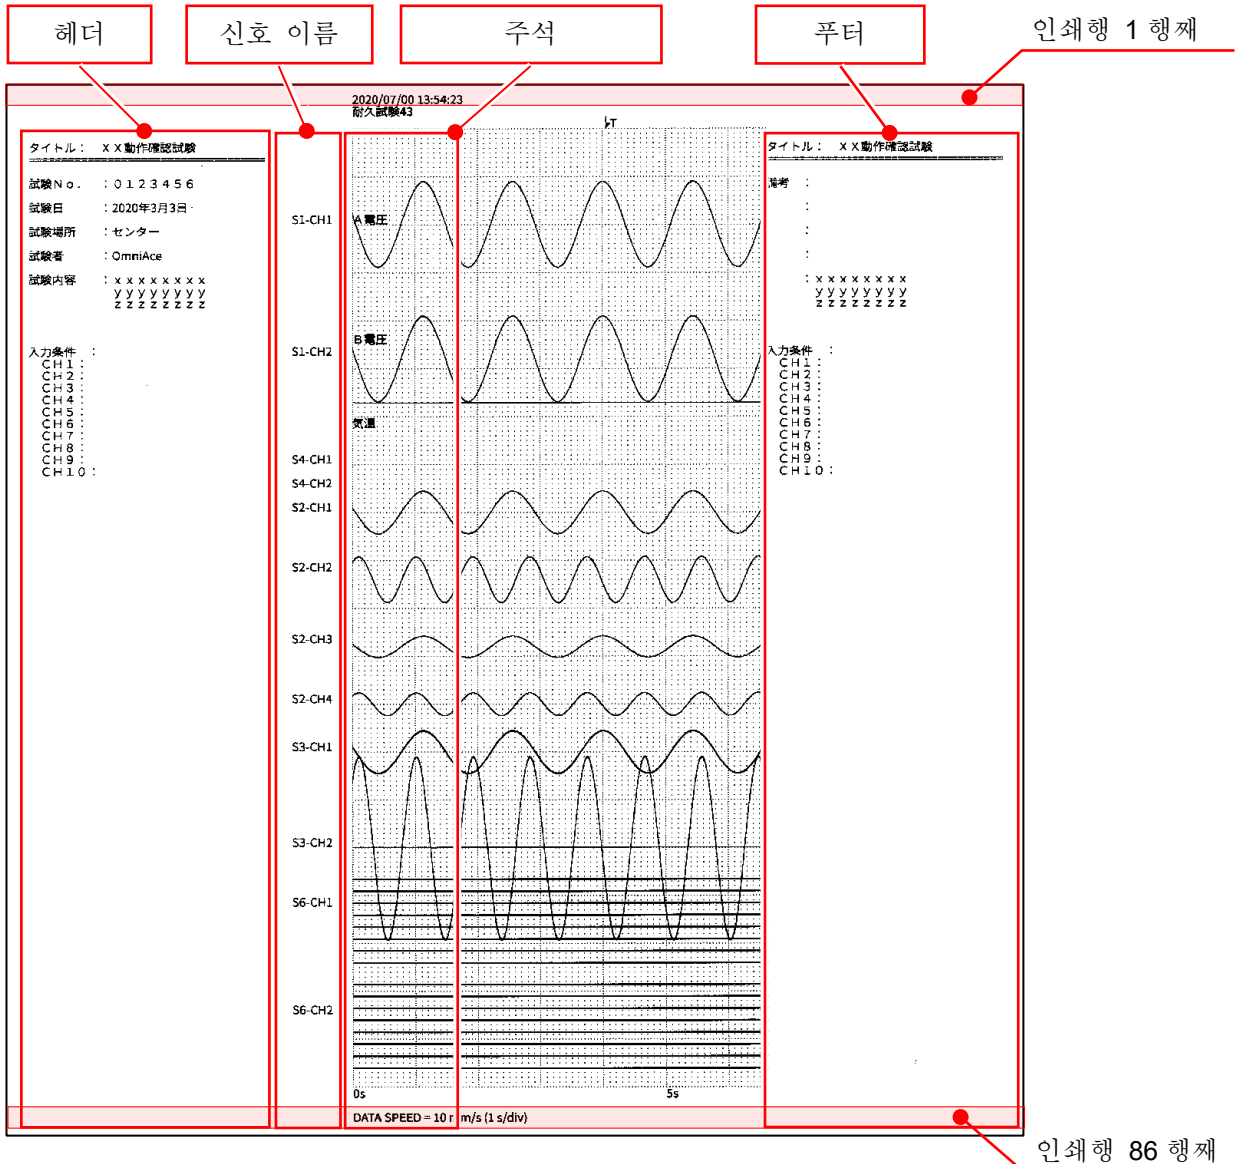 헤더
신호 이름
주석
푸터
인쇄행 1 행째
2020/07/00 13:54:23
耐久試験43
T
タイトル： ＸＸ動作確認試験
試験Ｎｏ． ：０１２３４５６
試験日 ：2020年3月3日
試験場所 ：センター
試験者 ：OmniAce
試験内容 ：ｘｘｘｘｘｘｘｘ
ｙｙｙｙｙｙｙｙ
ｚｚｚｚｚｚｚｚ
入力条件 ：
ＣＨ１：
ＣＨ２：
ＣＨ３：
ＣＨ４：
ＣＨ５：
ＣＨ６：
ＣＨ７：
ＣＨ８：
ＣＨ９：
ＣＨ１０：
S1-CH1
S1-CH2
S4-CH1
S4-CH2
S2-CH1
S2-CH2
S2-CH3
S2-CH4
S3-CH1
S3-CH2
S6-CH1
S6-CH2
Ａ電圧
Ｂ電圧
気温
0s
5s
DATA SPEED = 10 mm/s (1 s/div)
タイトル： ＸＸ動作確認試験
備考 ：
：
：
：
：ｘｘｘｘｘｘｘｘ
ｙｙｙｙｙｙｙｙ
ｚｚｚｚｚｚｚｚ
入力条件 ：
ＣＨ１：
ＣＨ２：
ＣＨ３：
ＣＨ４：
ＣＨ５：
ＣＨ６：
ＣＨ７：
ＣＨ８：
ＣＨ９：
ＣＨ１０：
인쇄행 86 행째